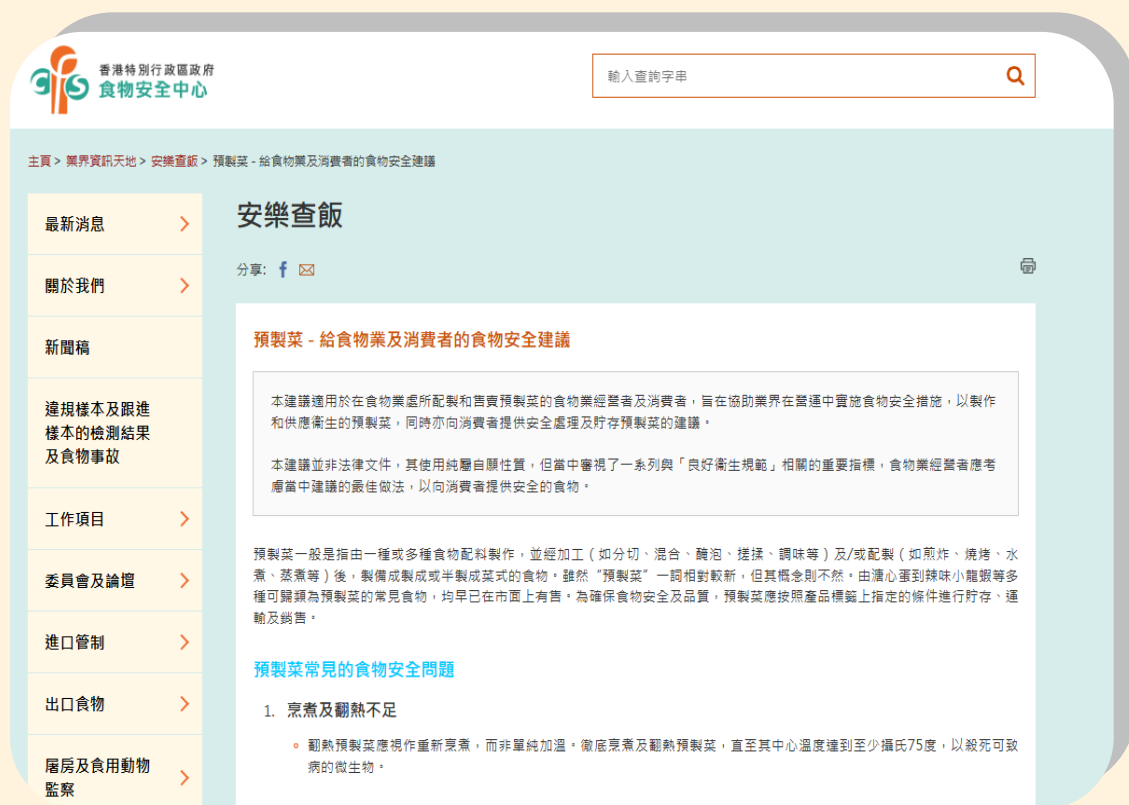 cfs
香港特別行政區政府
食物安全中心
輸入查詢字串
主頁 > 業界資訊天地 > 安樂查飯 > 預製菜 - 給食物業及消費者的食物安全建議
最新消息
關於我們
新聞稿
違規樣本及跟進
樣本的檢測結果
及食物事故
工作項目
委員會及論壇
進口管制
出口食物
屠房及食用動物
監察
安樂查飯
分享:
預製菜 - 給食物業及消費者的食物安全建議
本建議適用於在食物業處所配製和售賣預製菜的食物業經營者及消費者，旨在協助業界在營運中實施食物安全措施，以製作
和供應衞生的預製菜，同時亦向消費者提供安全處理及貯存預製菜的建議。
本建議並非法律文件，其使用純屬自願性質，但當中審視了一系列與「良好衞生規範」相關的重要指標，食物業經營者應考
慮當中建議的最佳做法，以向消費者提供安全的食物。
預製菜一般是指由一種或多種食物配料製作，並經加工（如分切、混合、醃泡、搓揉、調味等）及/或配製（如煎炸、燒烤、水
煮、蒸煮等）後，製備成製成或半製成菜式的食物。雖然“預製菜”一詞相對較新，但其概念則不然。由溏心蛋到辣味小龍蝦等多
種可歸類為預製菜的常見食物，均早已在市面上有售。為確保食物安全及品質，預製菜應按照產品標籤上指定的條件進行貯存、運
輸及銷售。
預製菜常見的食物安全問題
1. 烹煮及翻熱不足
翻熱預製菜應視作重新烹煮，而非單純加溫。徹底烹煮及翻熱預製菜，直至其中心溫度達到至少攝氏75度，以殺死可致
病的微生物。